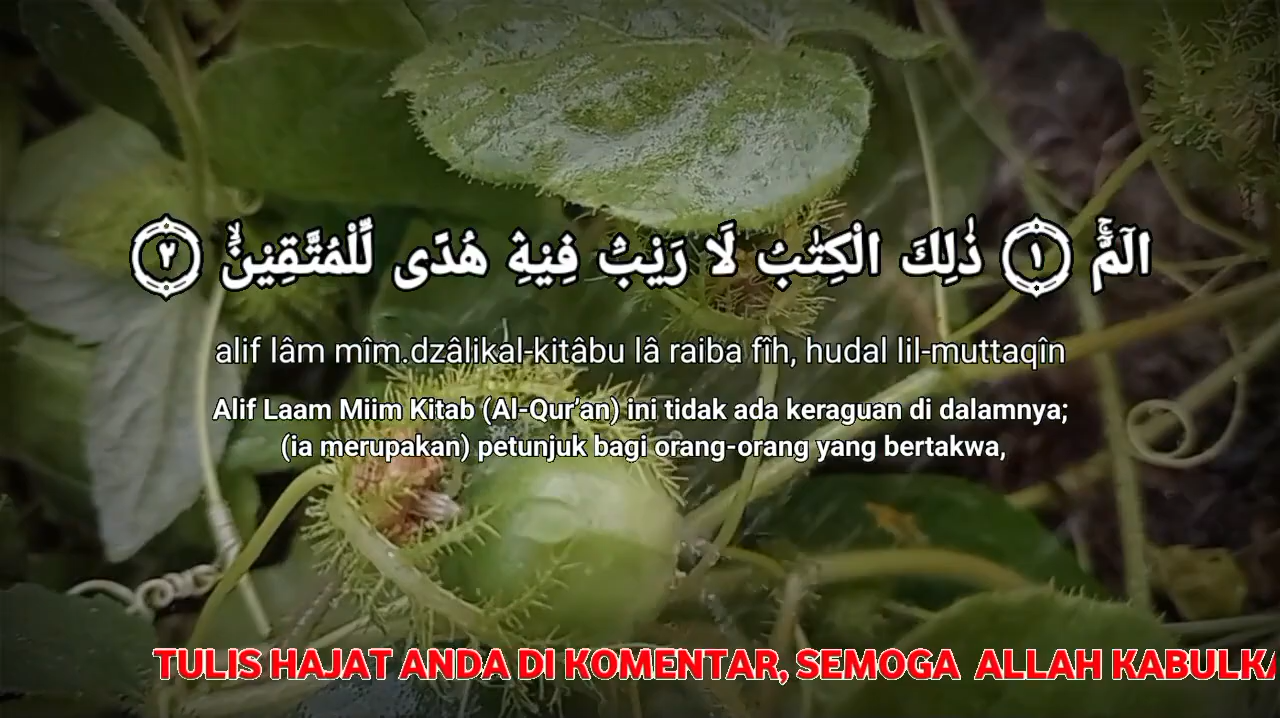 الۤمّۤ ۝١ ذٰلِكَ الْكِتٰبُ لَا رَيْبَۛ فِيْهِۛ هُدًى لِّلْمُتَّقِيْنَۙ ۝٢
alif lâm mîm.dzâlikal-kitâbu lâ raiba fîh, hudal lil-muttaqîn
Alif Laam Miim Kitab (Al-Qur’an) ini tidak ada keraguan di dalamnya;
(ia merupakan) petunjuk bagi orang-orang yang bertakwa,
TULIS HAJAT ANDA DI KOMENTAR, SEMOGA ALLAH KABULKA